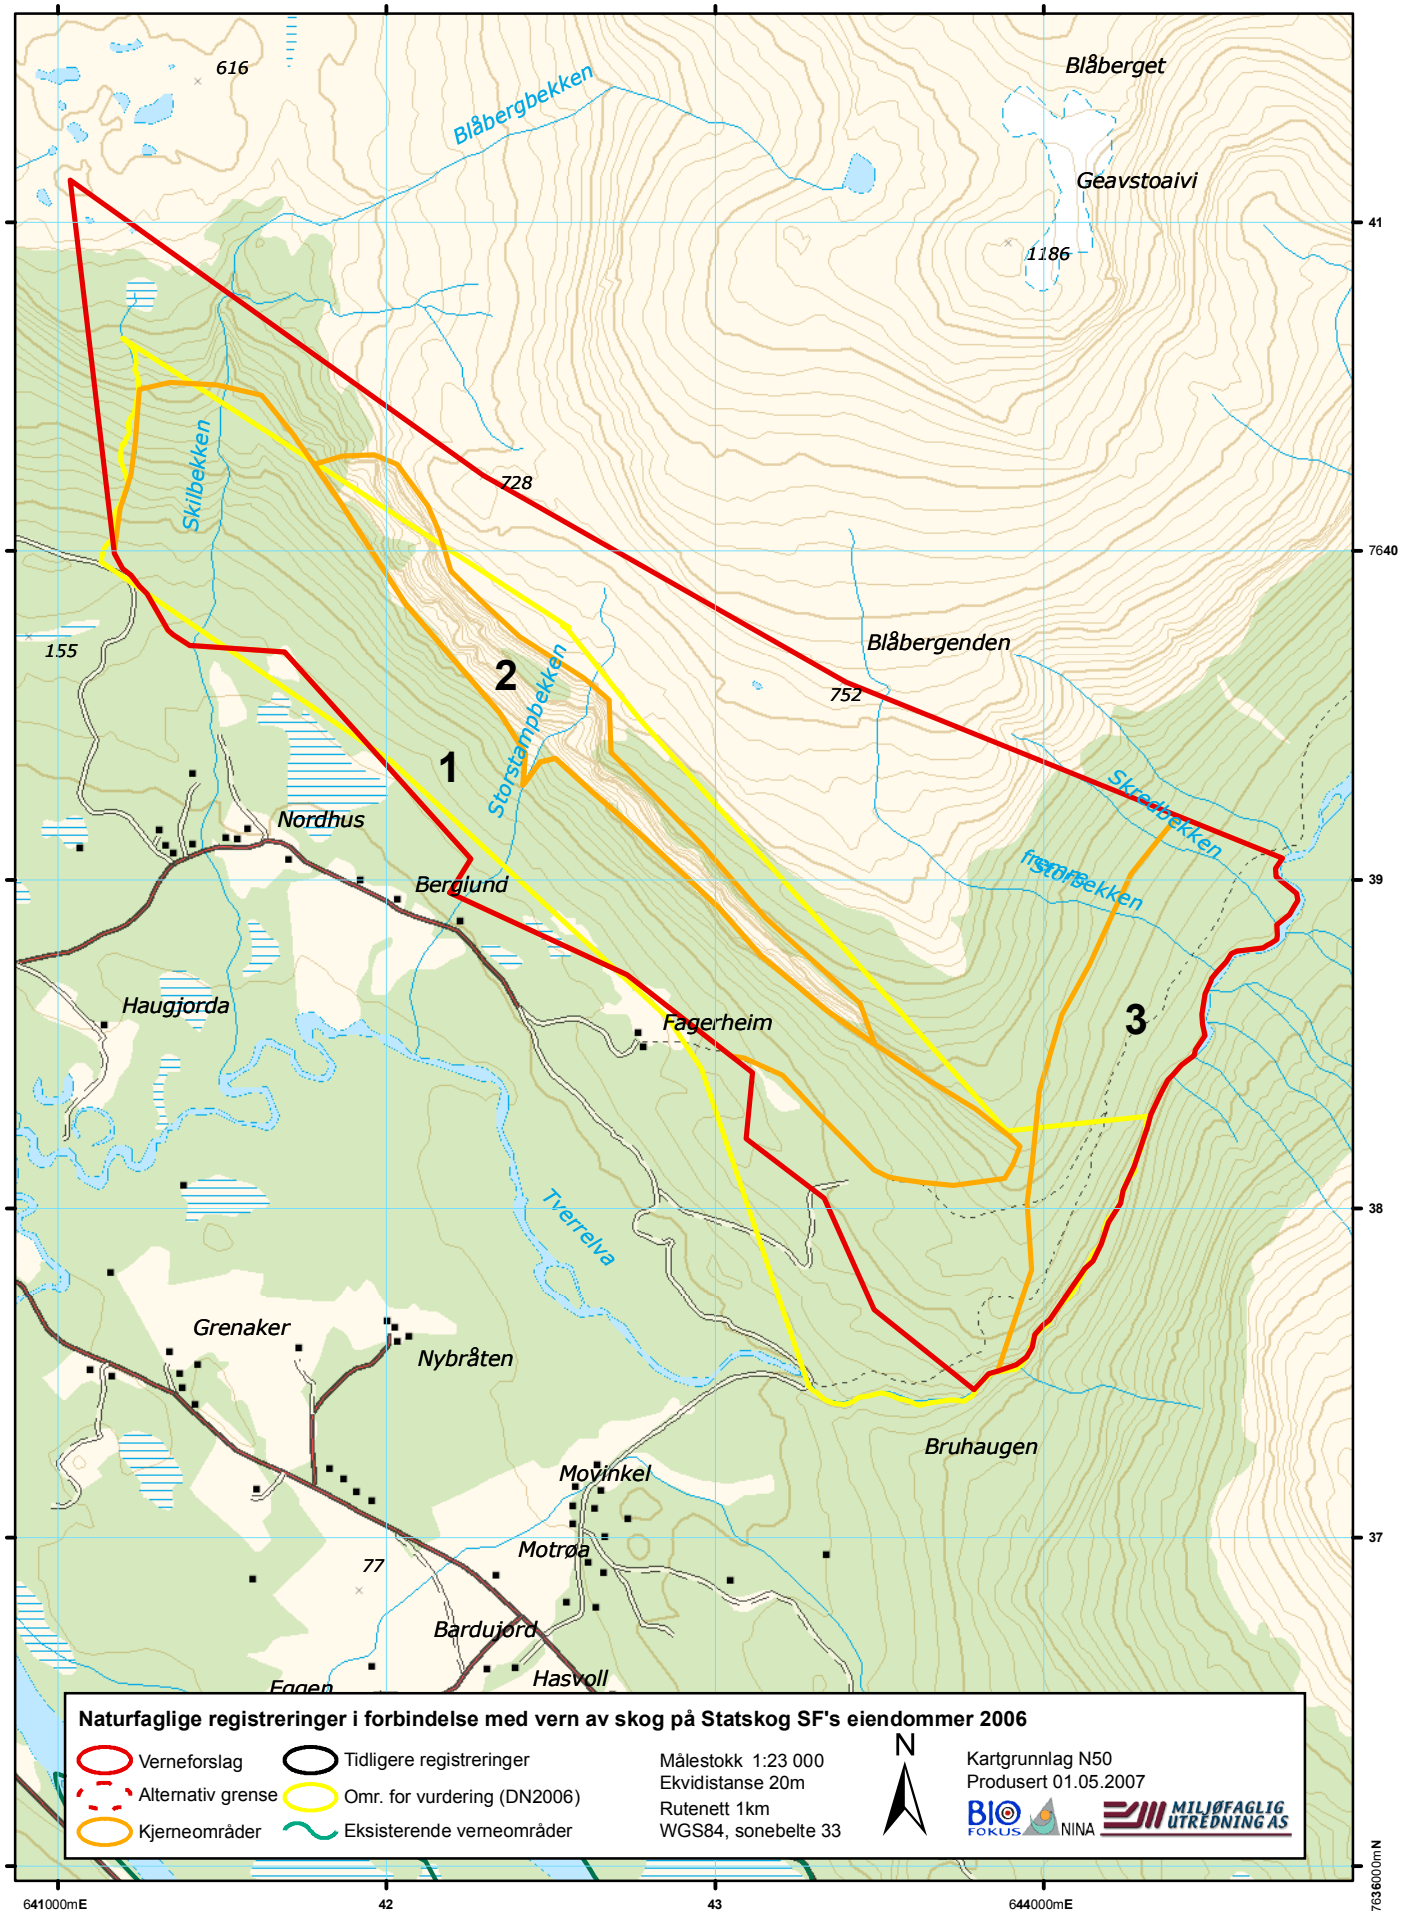 616
Blåberget
Blåbergbekken
Geavstoaivi
41
1186
Skilbekken
728
7640
155
Blåbergenden
2
752
Storstampbekken
1
Skredbekken
Nordhus
fremre
Storbekken
39
Berglund
Haugjorda
Fagerheim
3
38
Tverrelva
Grenaker
Nybråten
Bruhaugen
Movinkel
37
Motrøa
77
Bardujord
Hasvoll
Eggen
Naturfaglige registreringer i forbindelse med vern av skog på Statskog SF's eiendommer 2006
Verneforslag
Alternativ grense
Kjerneområder
Tidligere registreringer
Omr. for vurdering (DN2006)
Eksisterende verneområder
Målestokk 1:23 000
Ekvidistanse 20m
Rutenett 1km
WGS84, sonebelte 33
N
Kartgrunnlag N50
Produsert 01.05.2007
BIO
FOKUS
NINA
MILJØFAGLIG
UTREDNING AS
7636000mN
641000mE
42
43
644000mE